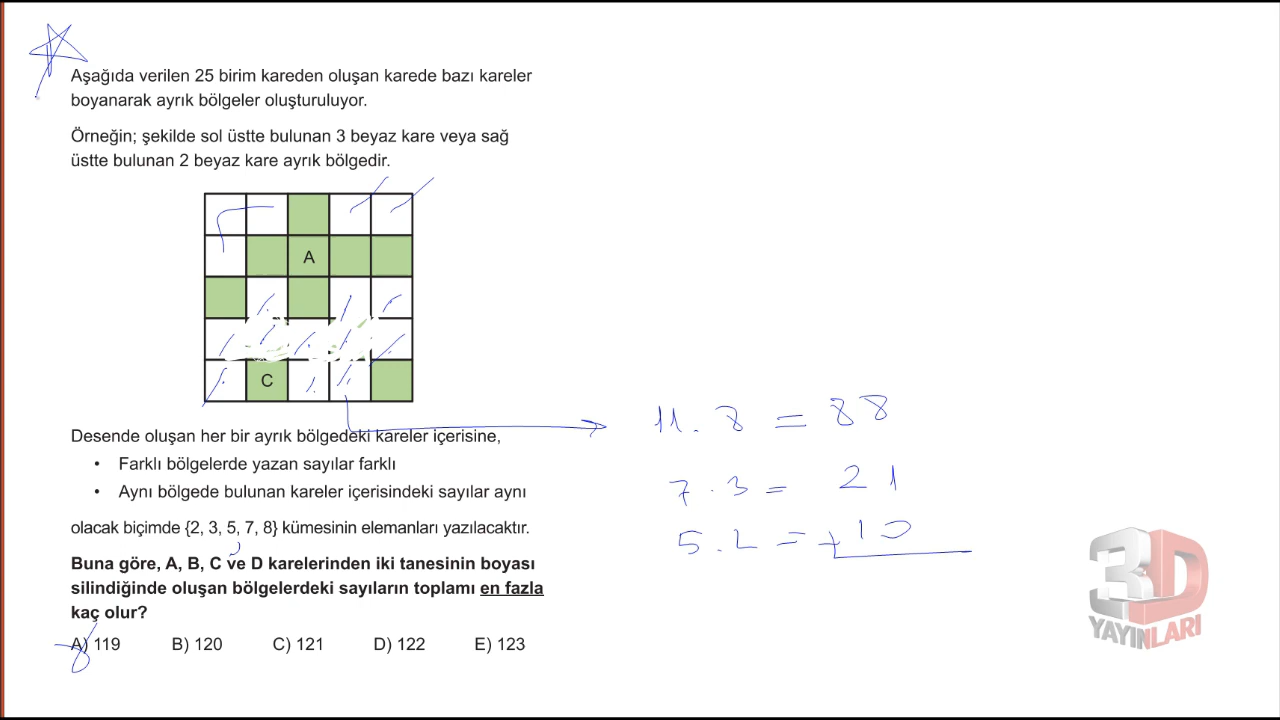 Aşağıda verilen 25 birim kareden oluşan karede bazı kareler
boyanarak ayrık bölgeler oluşturuluyor.
Örneğin; şekilde sol üstte bulunan 3 beyaz kare veya sağ
üstte bulunan 2 beyaz kare ayrık bölgedir.
A
C
Desende oluşan her bir ayrık bölgedeki kareler içerisine,
• Farklı bölgelerde yazan sayılar farklı
• Aynı bölgede bulunan kareler içerisindeki sayılar aynı
olacak biçimde {2, 3, 5, 7, 8} kümesinin elemanları yazılacaktır.
Buna göre, A, B, C ve D karelerinden iki tanesinin boyası
silindiğinde oluşan bölgelerdeki sayıların toplamı en fazla
kaç olur?
A) 119 B) 120 C) 121 D) 122 E) 123
11.8 = 88
7.3 = 21
5.2 = +10
3D
YAYINLARI